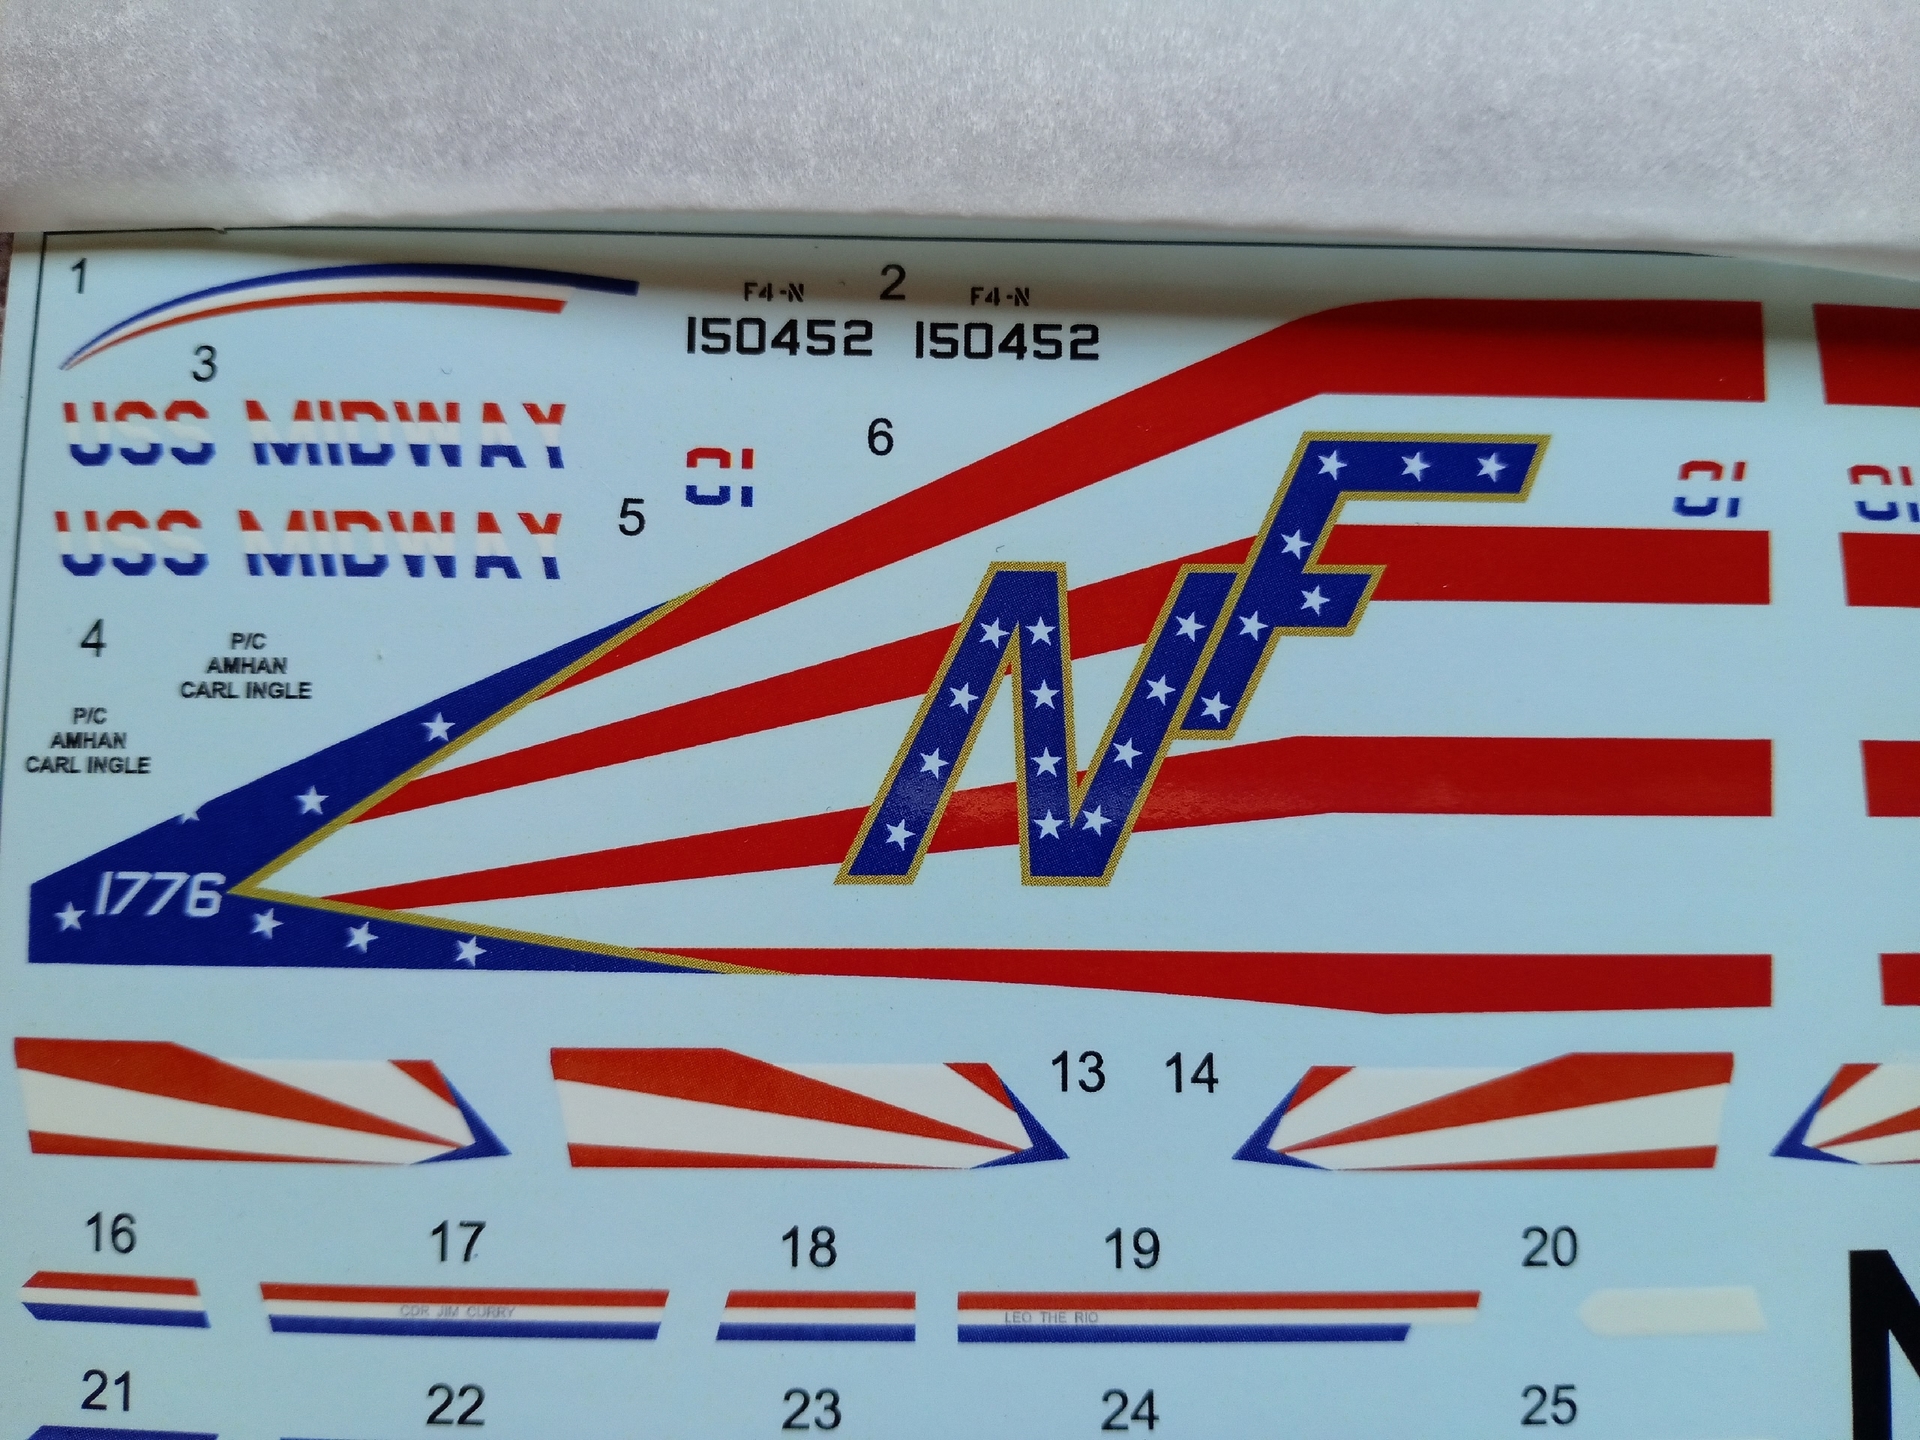 1
2
F4-N F4-N
150452 150452
3
USS MIDWAY
USS MIDWAY
5
01
6
NF
01
4
P/C
AMHAN
CARL INGLE
P/C
AMHAN
CARL INGLE
1776
13 14
16 17 18 19 20
CDR JIM CURRY
LEO THE RIO
21 22 23 24 25